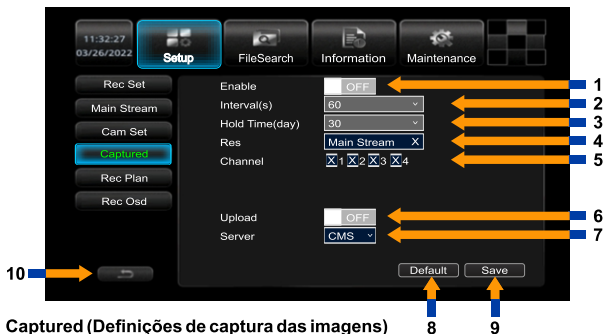 11:32:27
03/26/2022
Setup
FileSearch
Information
Maintenance
Rec Set
Main Stream
Cam Set
Captured
Rec Plan
Rec Osd
Enable OFF 1
Interval(s) 60 2
Hold Time(day) 30 3
Res Main Stream X 4
Channel X 1 X 2 X 3 X 4 5
Upload OFF 6
Server CMS 7
10
Default Save
Captured (Definições de captura das imagens) 8 9